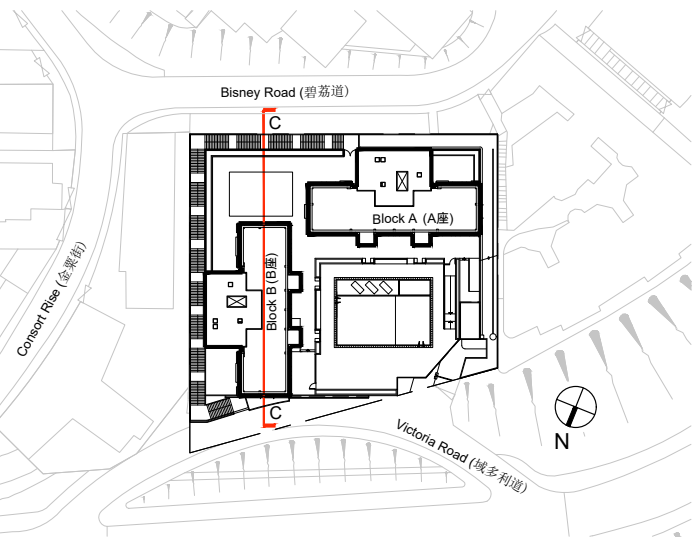 Bisney Road (碧荔道)
C
Block A (A座)
Block B (B座)
Consort Rise (金粟街)
C
Victoria Road (域多利道)
N